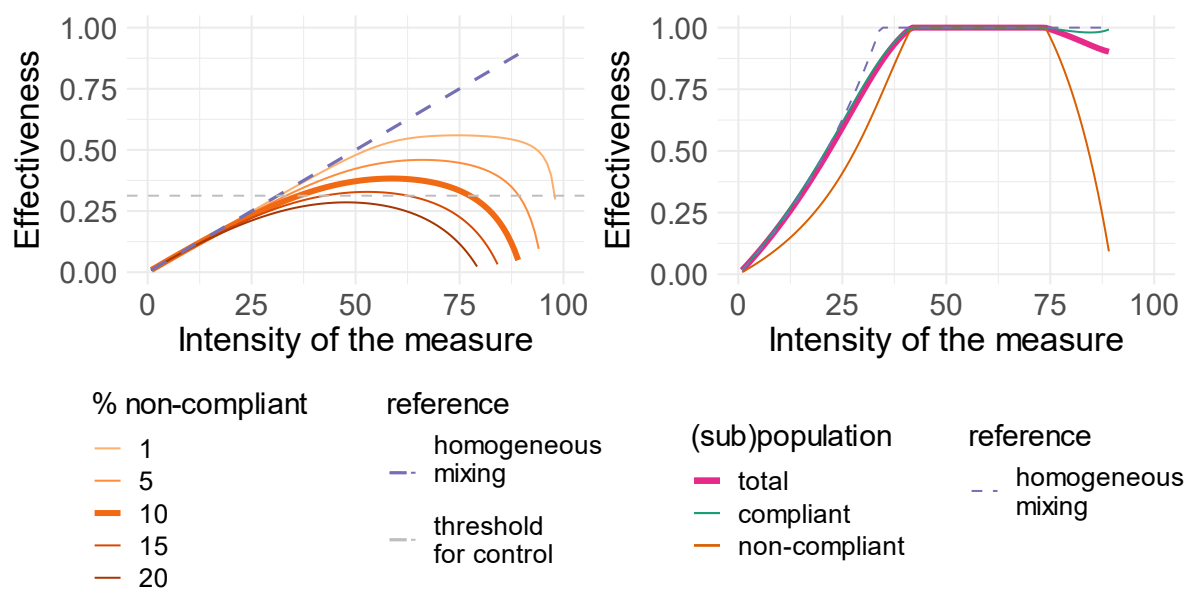 Effectiveness
1.00
0.75
0.50
0.25
0.00
0
25
50
75
100
Intensity of the measure
% non-compliant
1
5
10
15
20
reference
homogeneous
mixing
threshold
for control
Effectiveness
1.00
0.75
0.50
0.25
0.00
0
25
50
75
100
Intensity of the measure
(sub)population
total
compliant
non-compliant
reference
homogeneous
mixing